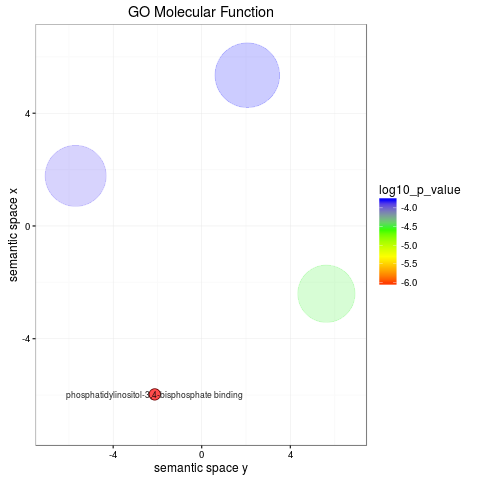 GO Molecular Function
semantic space x
4
0
-4
phosphatidylinositol-3,4-bisphosphate binding
-4
0
4
semantic space y
log10_p_value
-4.0
-4.5
-5.0
-5.5
-6.0